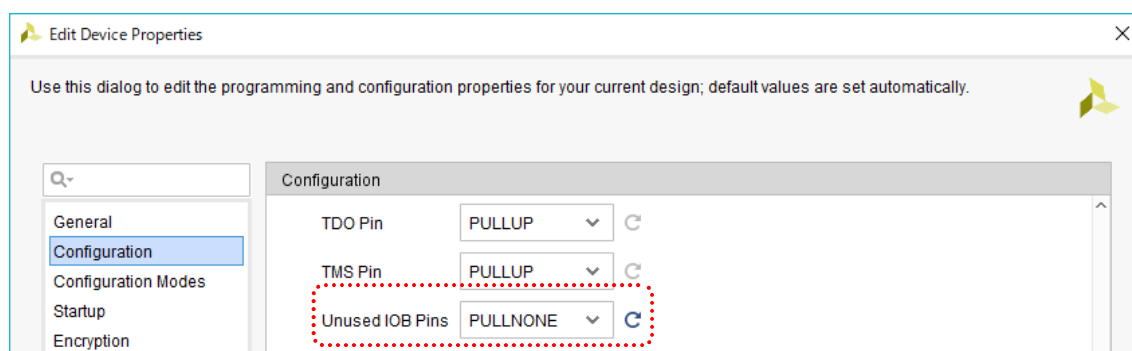 Edit Device Properties
Use this dialog to edit the programming and configuration properties for your current design; default values are set automatically.
Configuration
General
TDO Pin PULLUP
Configuration
Configuration Modes
TMS Pin PULLUP
Startup
Unused IOB Pins PULLNONE
Encryption